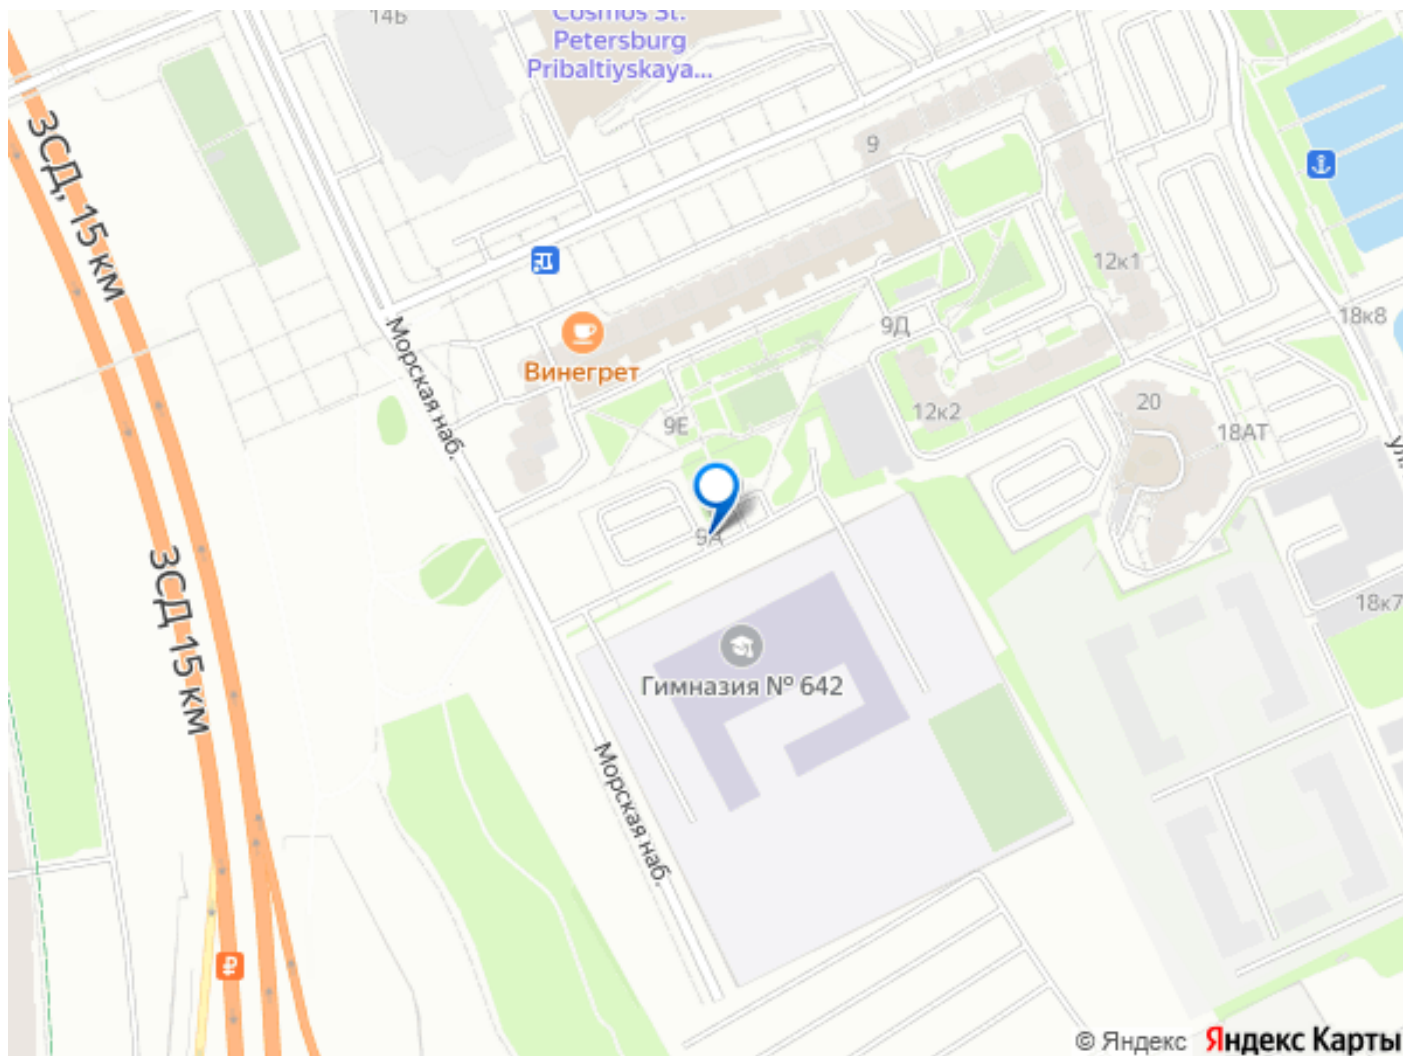 14Б
Cosmos St.
Petersburg
Pribaltiyskaya...
ЗСД, 15 км
9
12к1
18к8
Морская наб.
Винегрет
9Д
9Е
12к2
20
18АТ
ул.
9А
ЗСД 15 км
18к7
Гимназия № 642
Морская наб.
© Яндекс Яндекс Карты